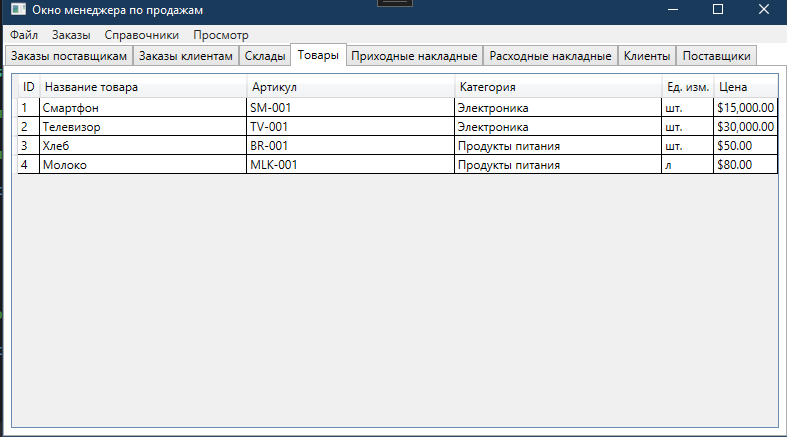 Окно менеджера по продажам
Файл Заказы Справочники Просмотр
Заказы поставщикам Заказы клиентам Склады Товары Приходные накладные Расходные накладные Клиенты Поставщики
ID Название товара Артикул Категория Ед. изм. Цена
1 Смартфон SM-001 Электроника шт. $15,000.00
2 Телевизор TV-001 Электроника шт. $30,000.00
3 Хлеб BR-001 Продукты питания шт. $50.00
4 Молоко MLK-001 Продукты питания л $80.00